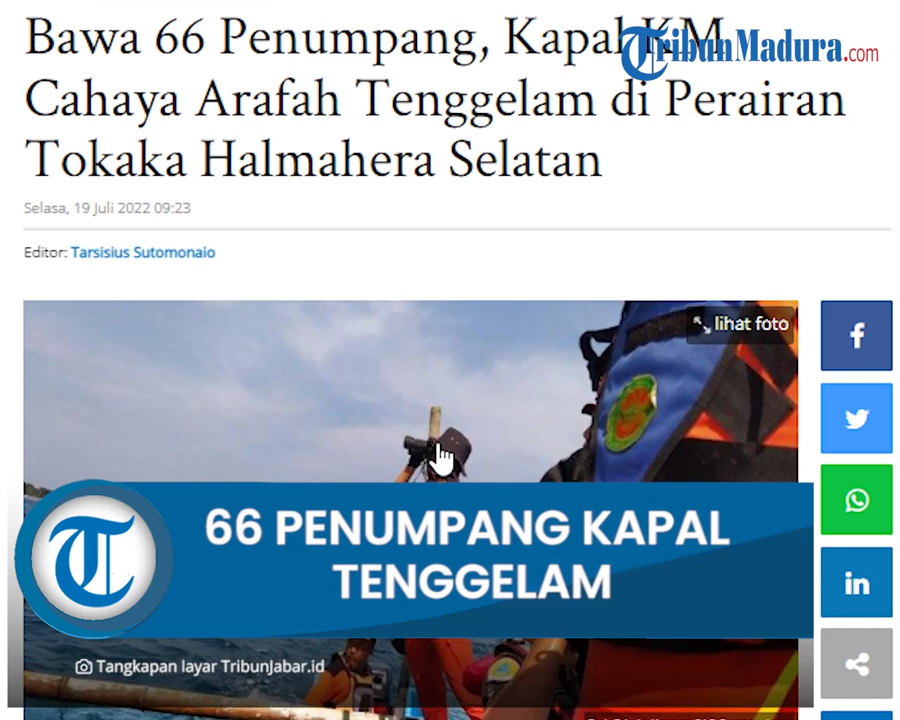 Bawa 66 Penumpang, Kapal K.M
TribunMadura.com
Cahaya Arafah Tenggelam di Perairan
Tokaka Halmahera Selatan
Selasa, 19 Juli 2022 09:23
Editor: Tarsisius Sutomonaio
lihat foto
66 PENUMPANG KAPAL
TENGGELAM
Tangkapan layar TribunJabar.id